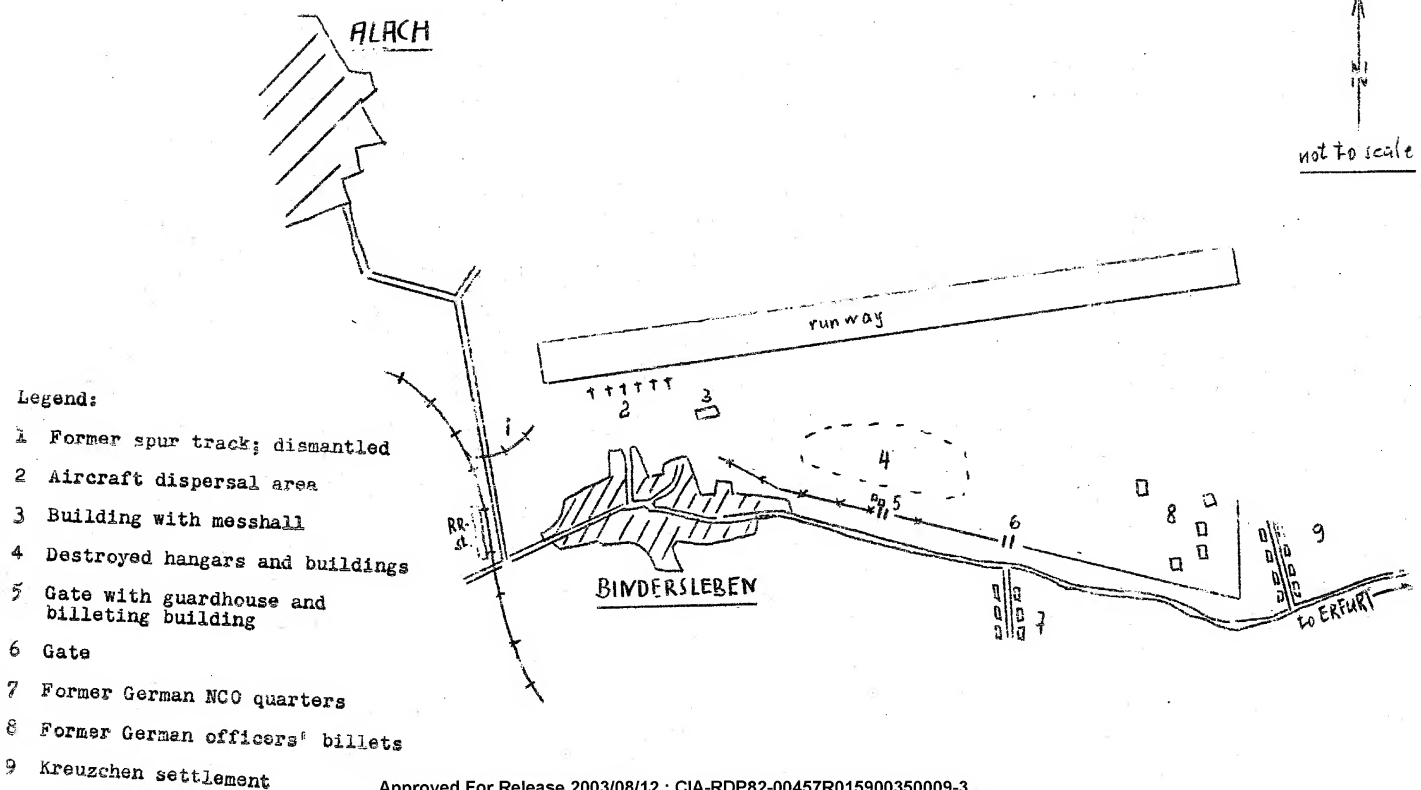 ALACH
N
not to scale
runway
1
2
3
4
5
6
7
8
9
RR-
st.
BINDERSLEBEN
to ERFURT
Legend:
1 Former spur track; dismantled
2 Aircraft dispersal area
3 Building with messhall
4 Destroyed hangars and buildings
5 Gate with guardhouse and
billeting building
6 Gate
7 Former German NCO quarters
8 Former German officers' billets
9 Kreuzchen settlement
Approved For Release 2003/08/12 : CIA-RDP82-00457R015900350009-3